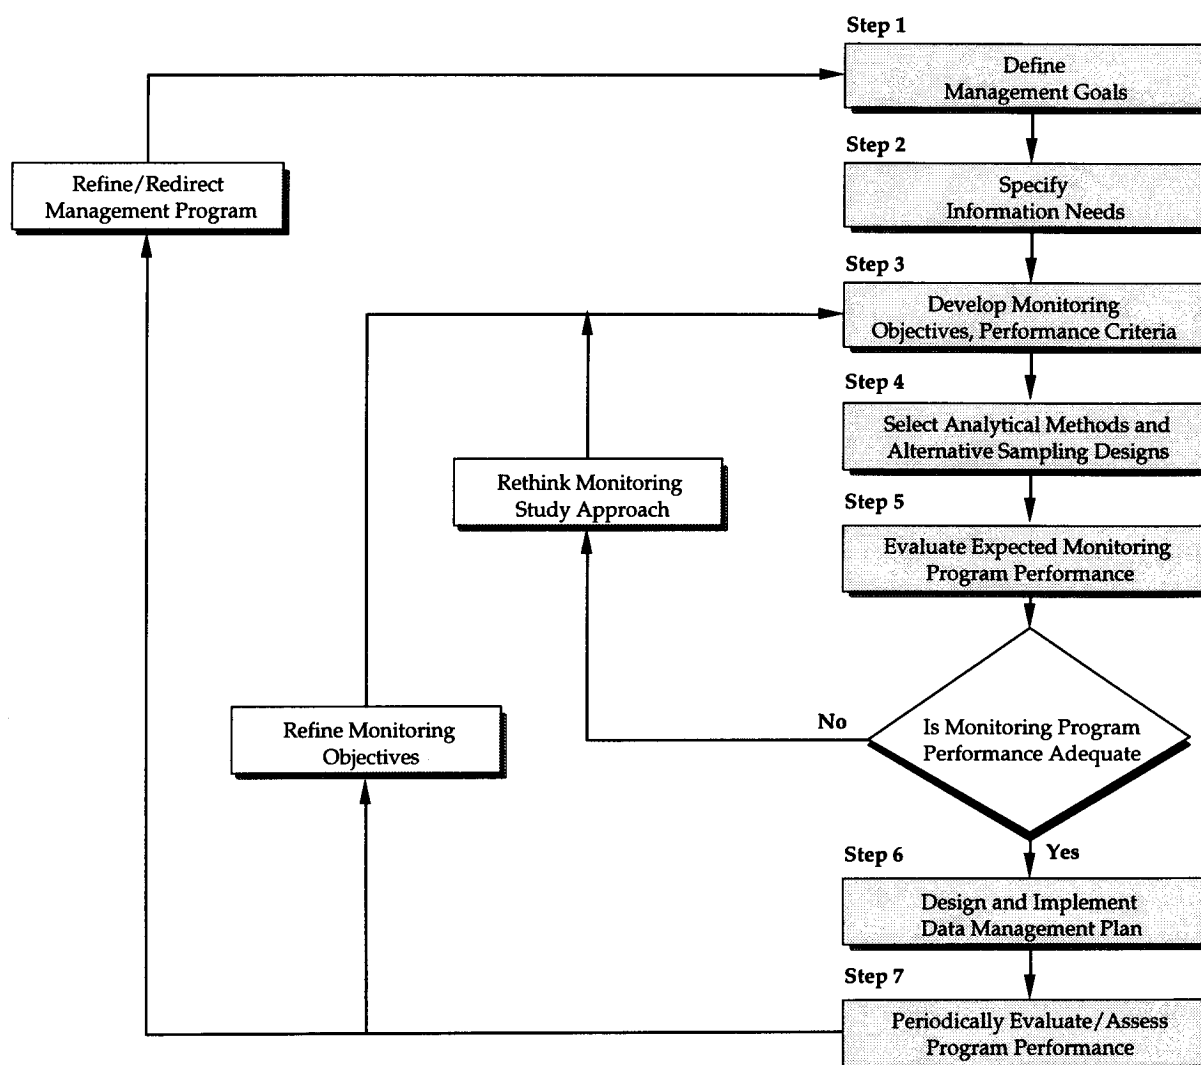 Step 1
Define
Management Goals
Step 2
Refine/Redirect
Management Program
Specify
Information Needs
Step 3
Develop Monitoring
Objectives, Performance Criteria
Step 4
Select Analytical Methods and
Alternative Sampling Designs
Rethink Monitoring
Study Approach
Step 5
Evaluate Expected Monitoring
Program Performance
Refine Monitoring
Objectives
No
Is Monitoring Program
Performance Adequate
Yes
Step 6
Design and Implement
Data Management Plan
Step 7
Periodically Evaluate/Assess
Program Performance